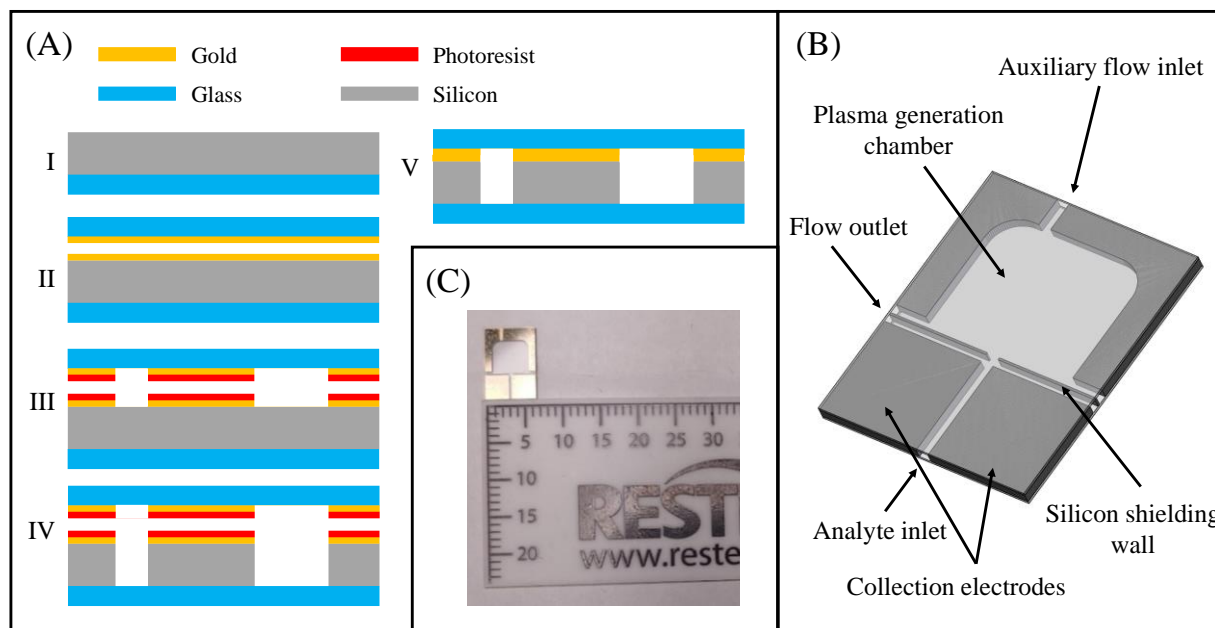 (A)
Gold
Photoresist
Glass
Silicon
I
II
III
IV
V
(B)
Auxiliary flow inlet
Plasma generation
chamber
Flow outlet
Analyte inlet
Silicon shielding
wall
Collection electrodes
(C)
5 10 15 20 25 30
10
15
20
REST
www.reste